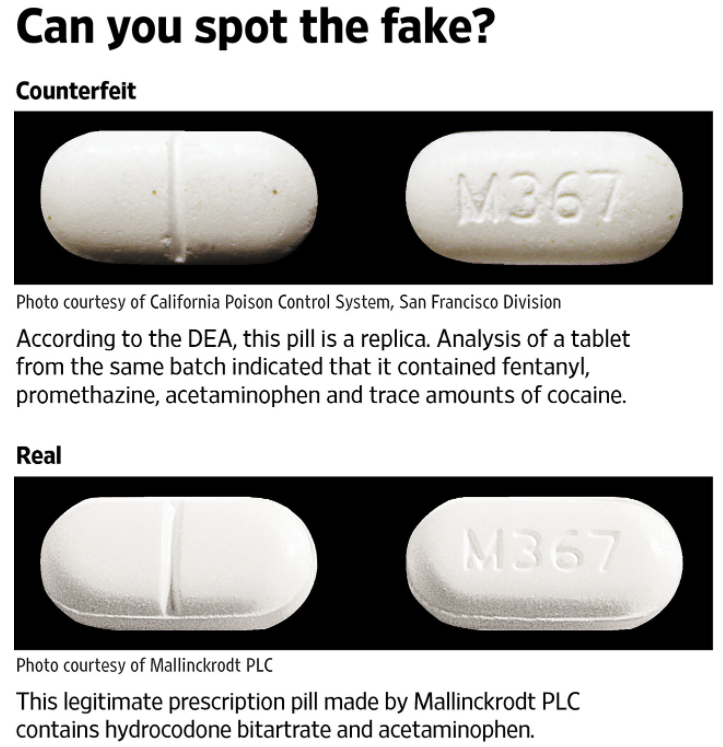 Can you spot the fake?
Counterfeit
M367
Photo courtesy of California Poison Control System, San Francisco Division
According to the DEA, this pill is a replica. Analysis of a tablet
from the same batch indicated that it contained fentanyl,
promethazine, acetaminophen and trace amounts of cocaine.
Real
M367
Photo courtesy of Mallinckrodt PLC
This legitimate prescription pill made by Mallinckrodt PLC
contains hydrocodone bitartrate and acetaminophen.